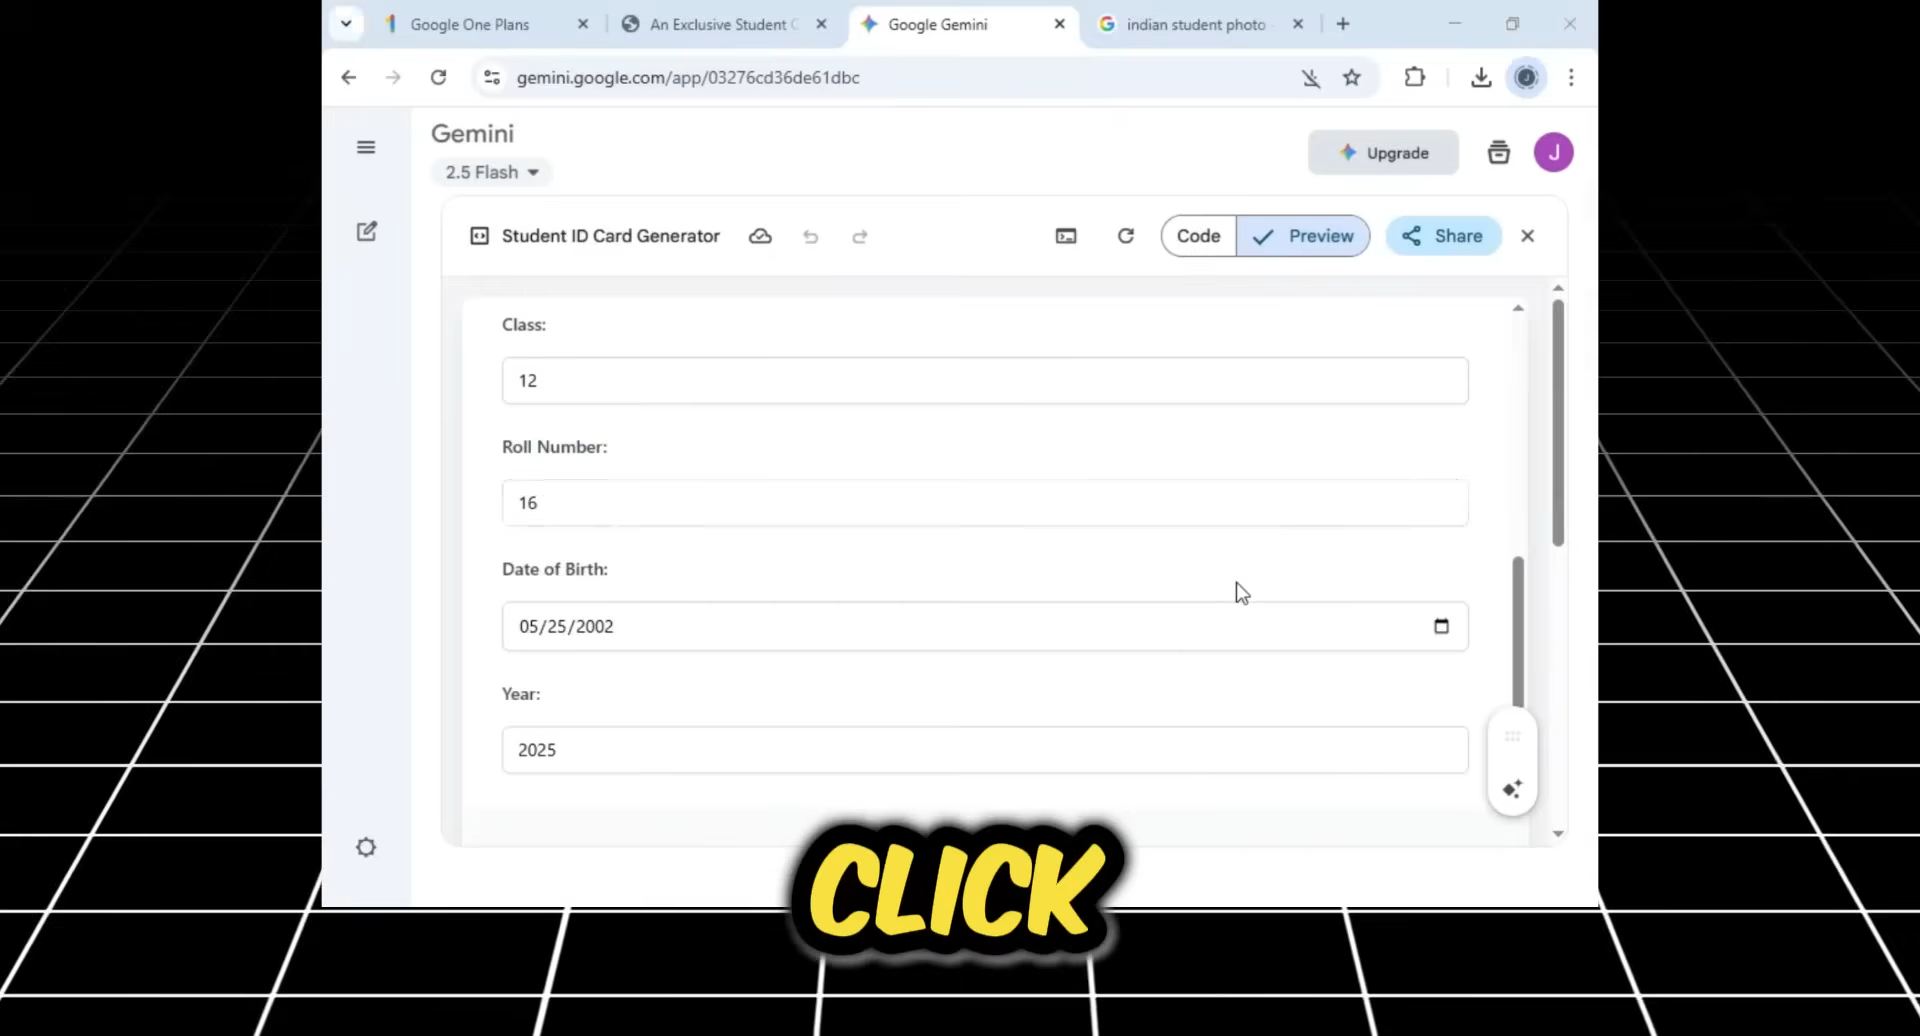 Google One Plans
An Exclusive Student
Google Gemini
indian student photo
gemini.google.com/app/03276cd36de61dbc
Gemini
2.5 Flash
Upgrade
J
Student ID Card Generator
Code
Preview
Share
Class:
12
Roll Number:
16
Date of Birth:
05/25/2002
Year:
2025
CLICK